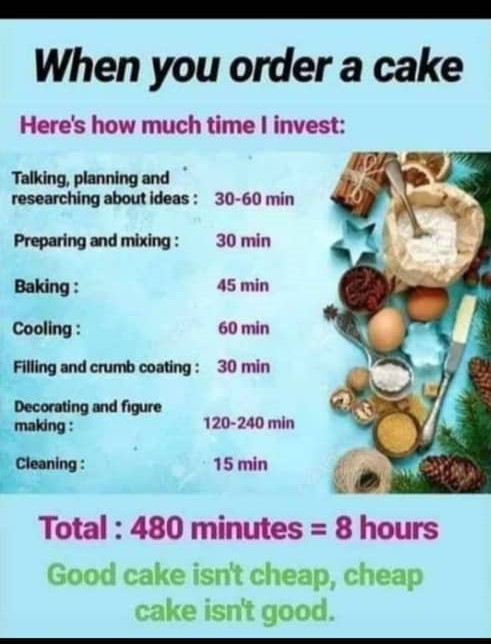 When you order a cake
Here's how much time I invest:
Talking, planning and
researching about ideas : 30-60 min
Preparing and mixing : 30 min
Baking : 45 min
Cooling : 60 min
Filling and crumb coating : 30 min
Decorating and figure
making : 120-240 min
Cleaning : 15 min
Total : 480 minutes = 8 hours
Good cake isn't cheap, cheap
cake isn't good.